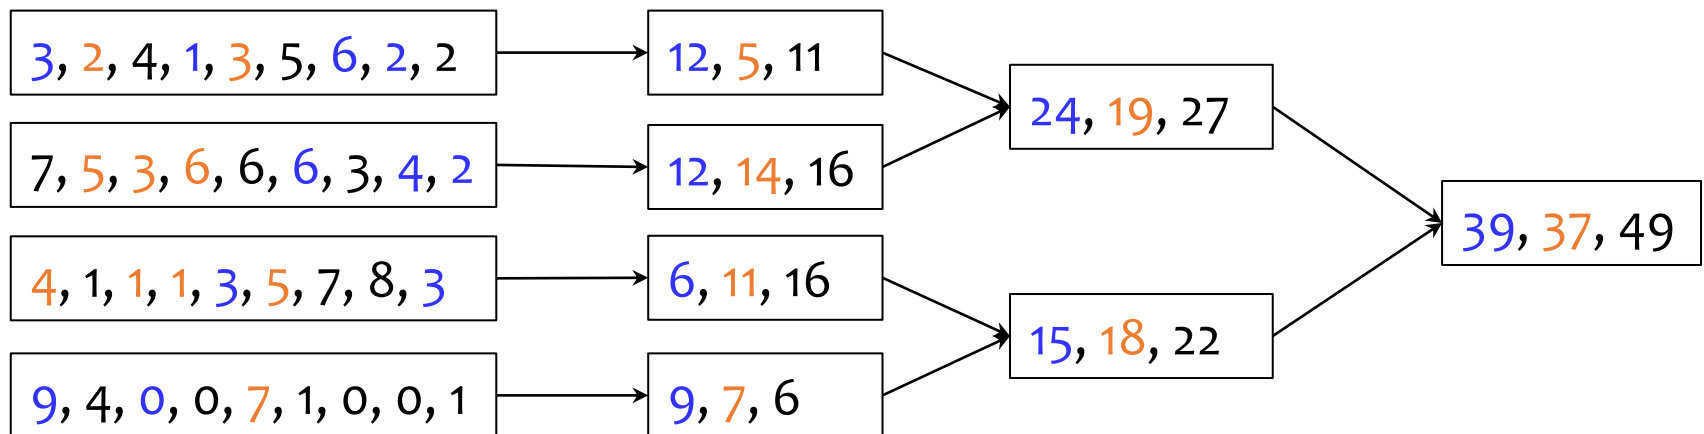 3, 2, 4, 1, 3, 5, 6, 2, 2
12, 5, 11
24, 19, 27
7, 5, 3, 6, 6, 6, 3, 4, 2
12, 14, 16
39, 37, 49
4, 1, 1, 1, 3, 5, 7, 8, 3
6, 11, 16
15, 18, 22
9, 4, 0, 0, 7, 1, 0, 0, 1
9, 7, 6